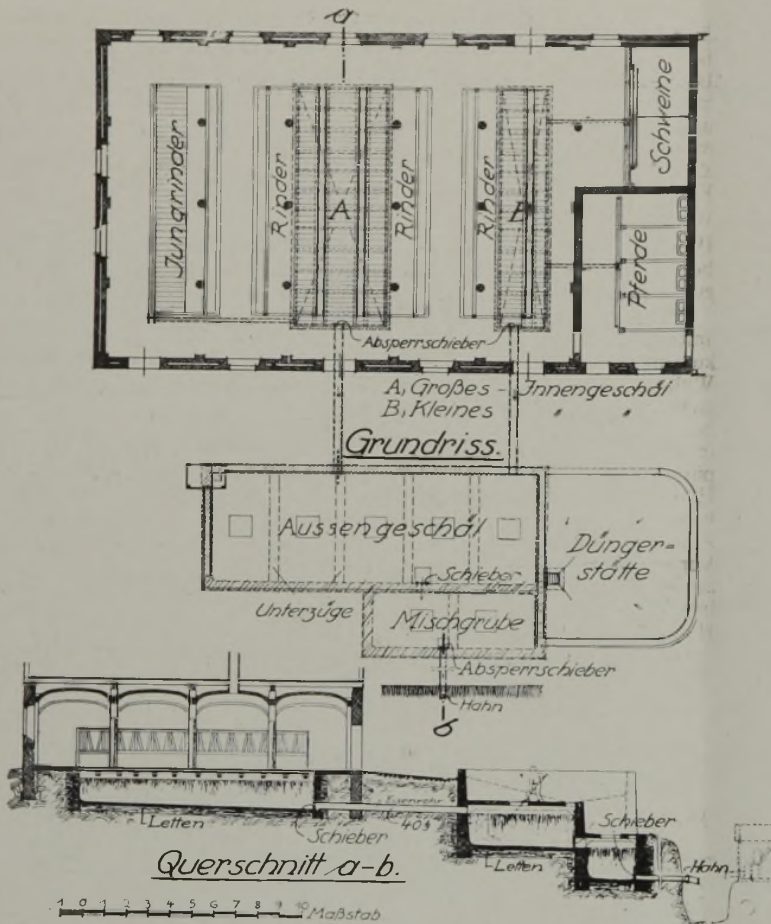 a
Jungrinder
Rinder
A
Rinder
Rinder
B
Schweine
Pferde
Absperrschieber
A, Großes - Innengeschäl
B, Kleines " "
Grundriss.
Aussengeschäl
Dünger=
stätte
Schieber
Unterzüge
Mischgrube
Absperrschieber
Hahn
b
Letten
Schieber
Letten
Schieber
Hahn
Querschnitt a-b.
1 0 1 2 3 4 5 6 7 8 9 10 Maßstab